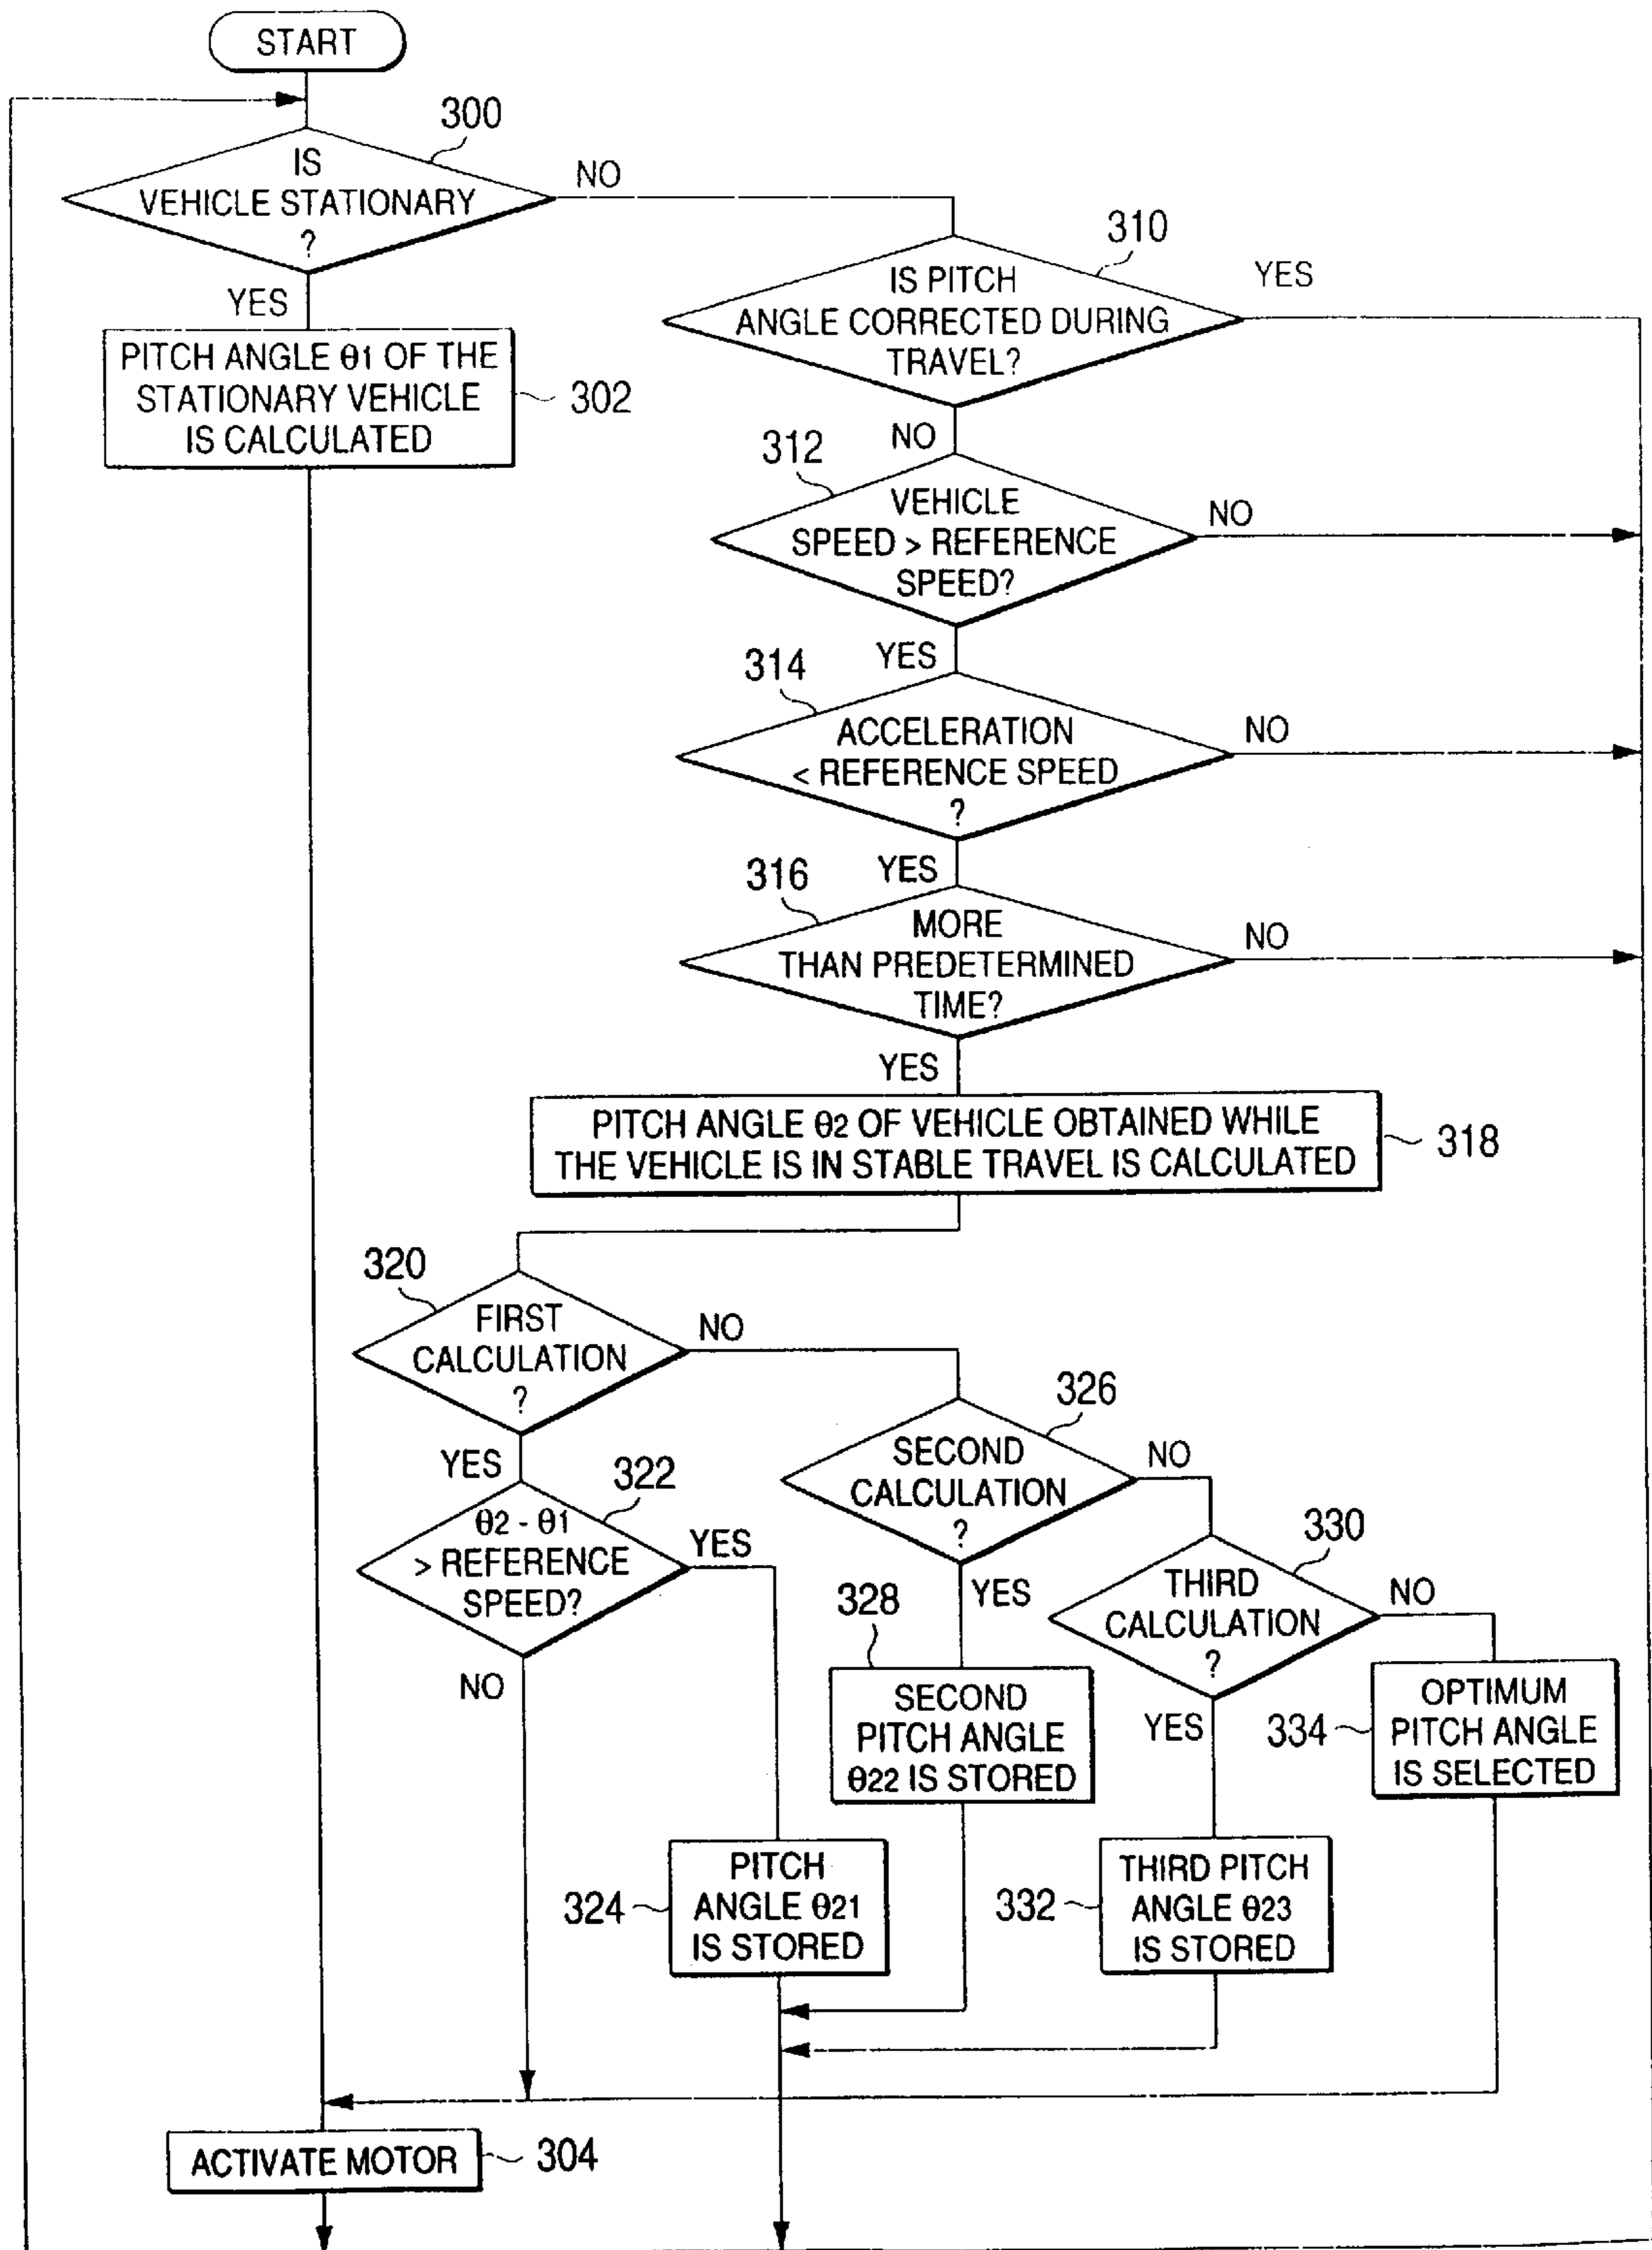 START
300
IS
VEHICLE STATIONARY
?
NO
YES
310
IS PITCH
ANGLE CORRECTED DURING
TRAVEL?
YES
NO
PITCH ANGLE θ1 OF THE
STATIONARY VEHICLE
IS CALCULATED
302
312
VEHICLE
SPEED > REFERENCE
SPEED?
NO
YES
314
ACCELERATION
< REFERENCE SPEED
?
NO
YES
316
MORE
THAN PREDETERMINED
TIME?
NO
YES
PITCH ANGLE θ2 OF VEHICLE OBTAINED WHILE
THE VEHICLE IS IN STABLE TRAVEL IS CALCULATED
318
320
FIRST
CALCULATION
?
NO
YES
322
θ2 - θ1
> REFERENCE
SPEED?
YES
NO
326
SECOND
CALCULATION
?
NO
YES
328
SECOND
PITCH ANGLE
θ22 IS STORED
330
THIRD
CALCULATION
?
NO
YES
334
OPTIMUM
PITCH ANGLE
IS SELECTED
324
PITCH
ANGLE θ21
IS STORED
332
THIRD PITCH
ANGLE θ23
IS STORED
ACTIVATE MOTOR
304